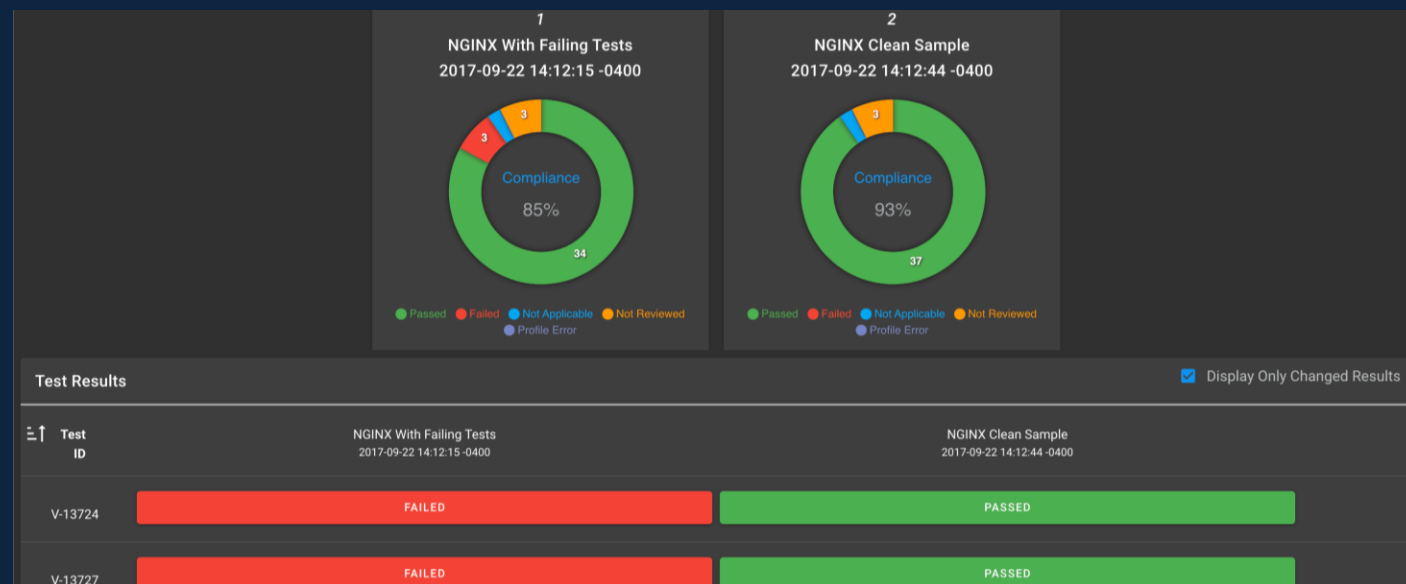 1
NGINX With Failing Tests
2017-09-22 14:12:15 -0400
3
3
Compliance
85%
34
Passed Failed Not Applicable Not Reviewed
Profile Error
2
NGINX Clean Sample
2017-09-22 14:12:44 -0400
3
Compliance
93%
37
Passed Failed Not Applicable Not Reviewed
Profile Error
Test Results
Display Only Changed Results
Test
ID
NGINX With Failing Tests
2017-09-22 14:12:15 -0400
NGINX Clean Sample
2017-09-22 14:12:44 -0400
V-13724
FAILED
PASSED
V-13727
FAILED
PASSED